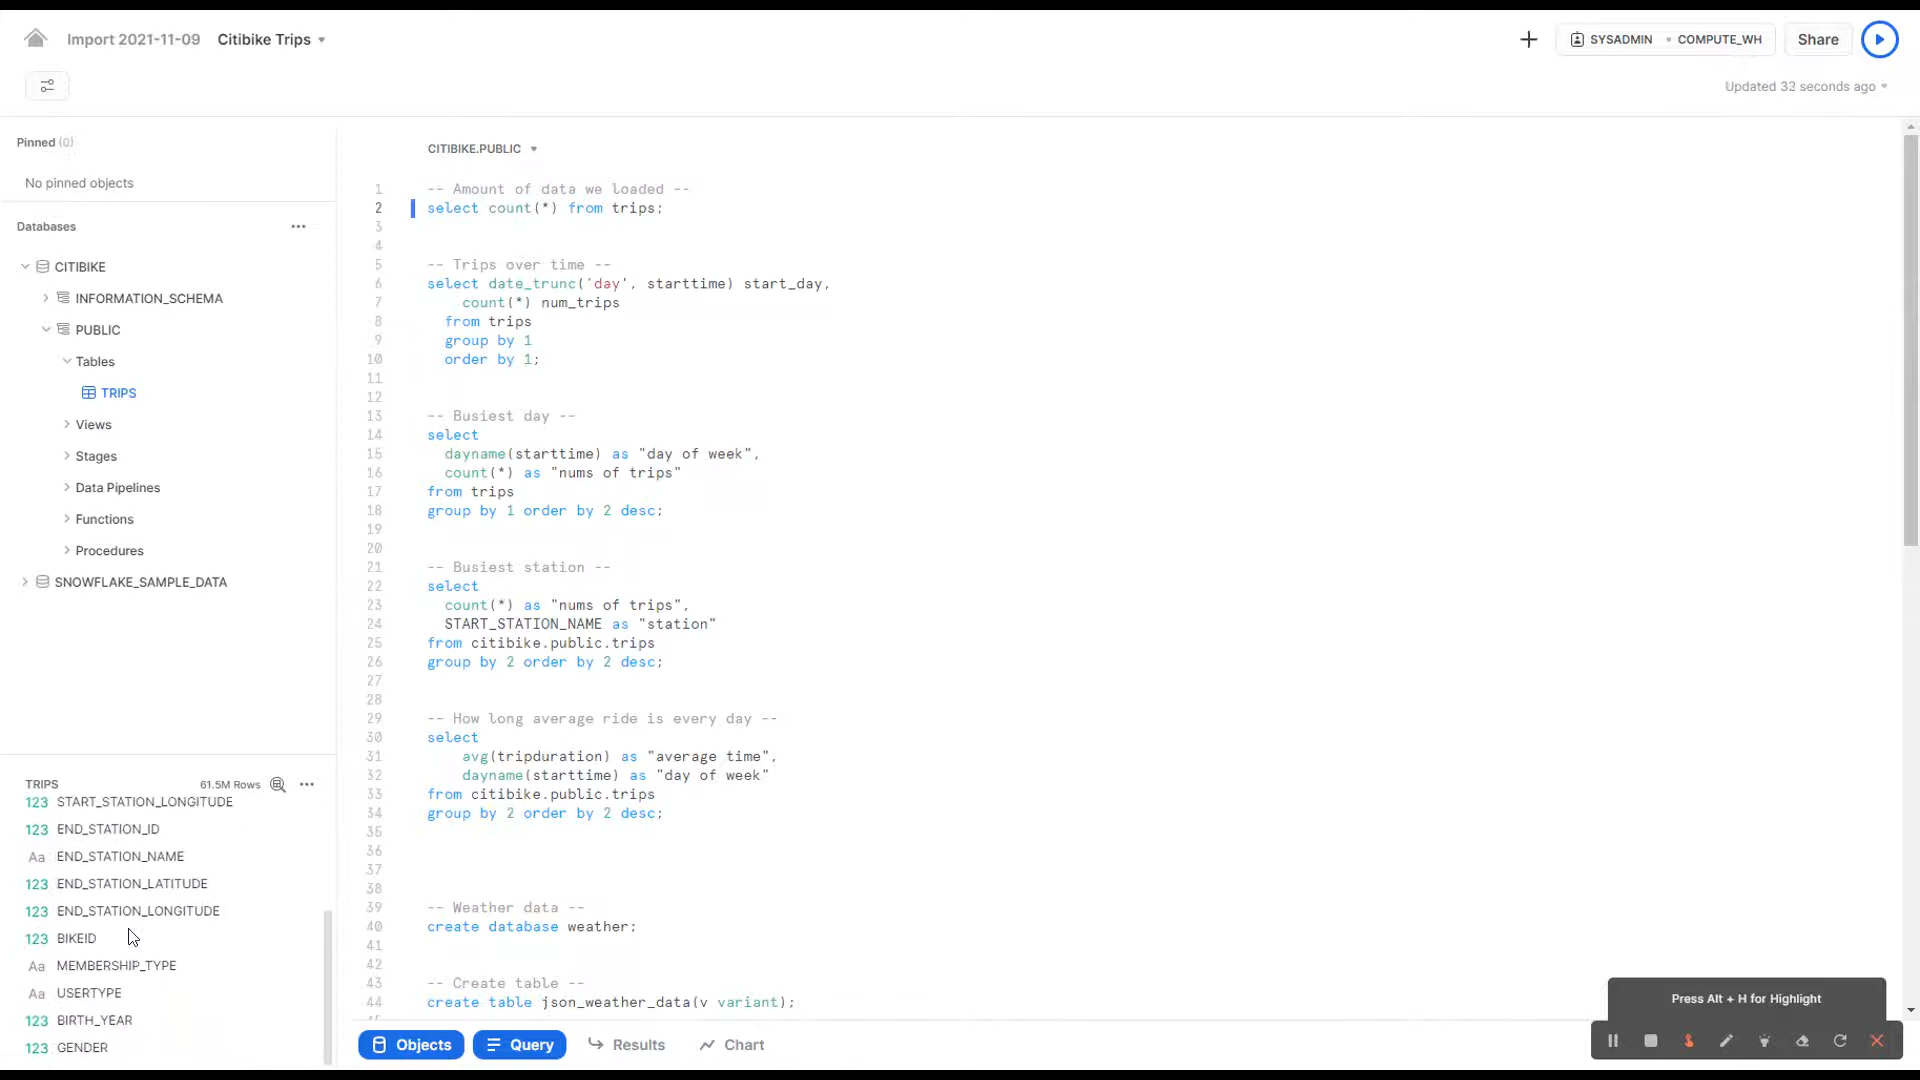 Import 2021-11-09 Citibike Trips
SYSADMIN • COMPUTE_WH Share
Updated 32 seconds ago
Pinned (0)
No pinned objects
Databases
CITIBIKE
INFORMATION_SCHEMA
PUBLIC
Tables
TRIPS
Views
Stages
Data Pipelines
Functions
Procedures
SNOWFLAKE_SAMPLE_DATA
TRIPS 61.5M Rows
123 START_STATION_LONGITUDE
123 END_STATION_ID
Aa END_STATION_NAME
123 END_STATION_LATITUDE
123 END_STATION_LONGITUDE
123 BIKEID
Aa MEMBERSHIP_TYPE
Aa USERTYPE
123 BIRTH_YEAR
123 GENDER
CITIBIKE.PUBLIC
1 -- Amount of data we loaded --
2 select count(*) from trips;
3
4
5 -- Trips over time --
6 select date_trunc('day', starttime) start_day,
7 count(*) num_trips
8 from trips
9 group by 1
10 order by 1;
11
12
13 -- Busiest day --
14 select
15 dayname(starttime) as "day of week",
16 count(*) as "nums of trips"
17 from trips
18 group by 1 order by 2 desc;
19
20
21 -- Busiest station --
22 select
23 count(*) as "nums of trips",
24 START_STATION_NAME as "station"
25 from citibike.public.trips
26 group by 2 order by 2 desc;
27
28
29 -- How long average ride is every day --
30 select
31 avg(tripduration) as "average time",
32 dayname(starttime) as "day of week"
33 from citibike.public.trips
34 group by 2 order by 2 desc;
35
36
37
38
39 -- Weather data --
40 create database weather;
41
42
43 -- Create table --
44 create table json_weather_data(v variant);
Objects Query Results Chart
Press Alt + H for Highlight